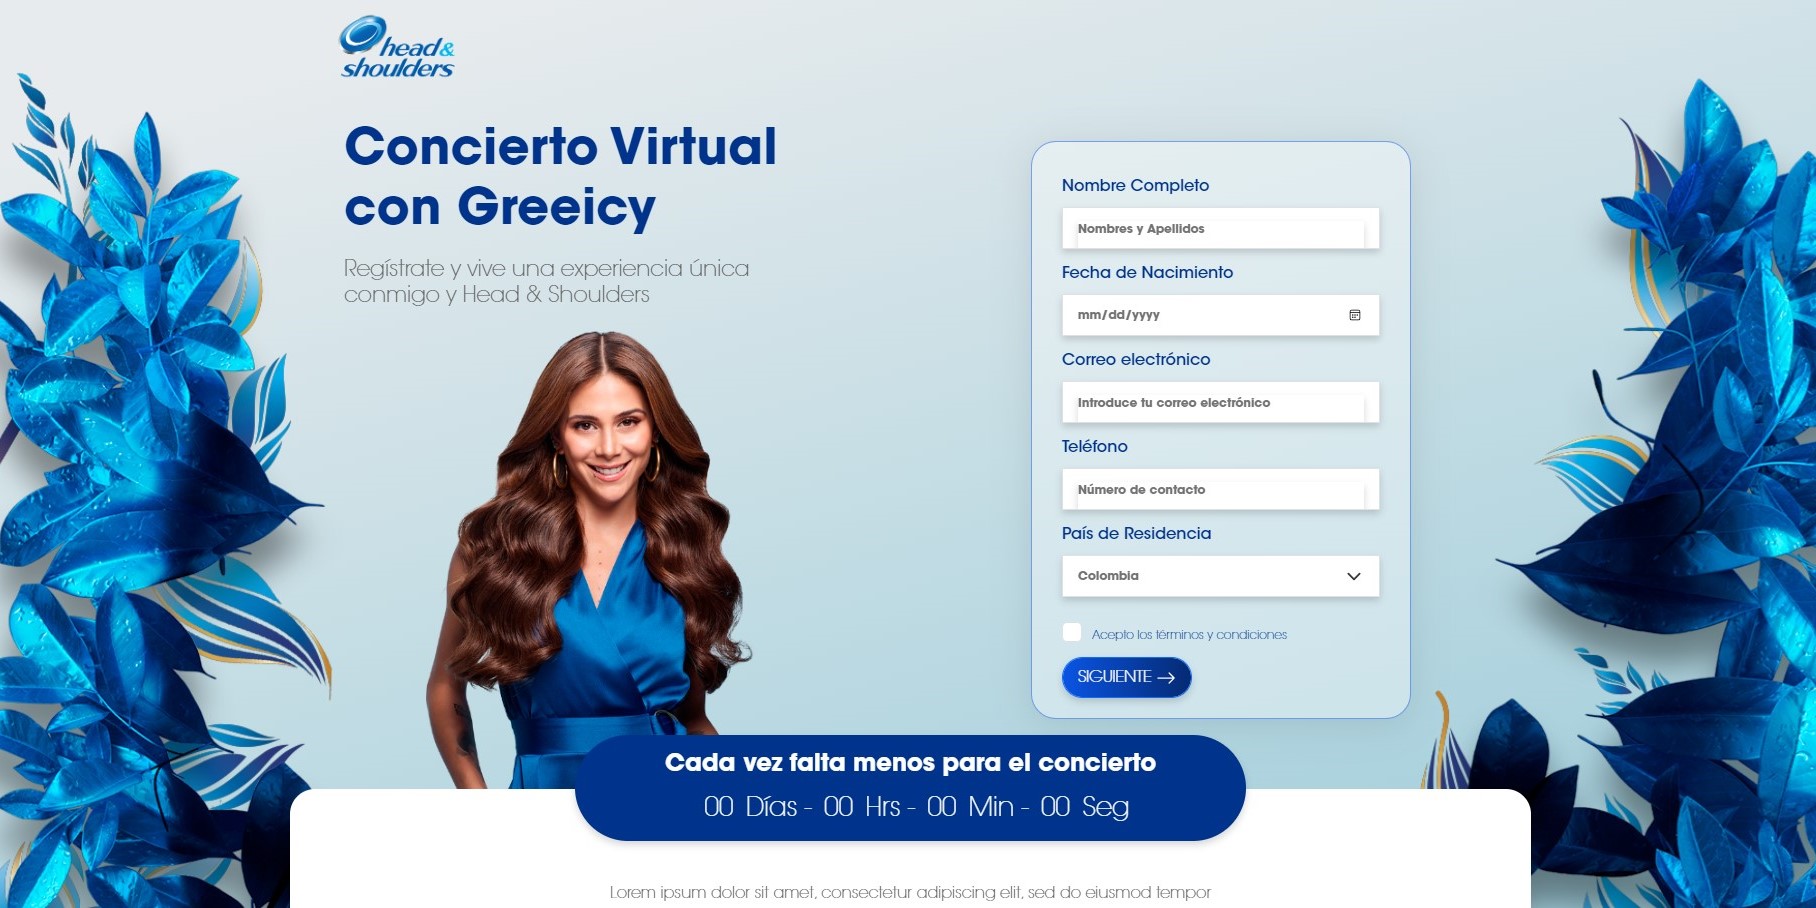 head&
shoulders
Concierto Virtual
con Greeicy
Regístrate y vive una experiencia única
conmigo y Head & Shoulders
Nombre Completo
Nombres y Apellidos
Fecha de Nacimiento
mm/dd/yyyy
Correo electrónico
Introduce tu correo electrónico
Teléfono
Número de contacto
País de Residencia
Colombia
Acepto los términos y condiciones
SIGUIENTE
Cada vez falta menos para el concierto
00 Días - 00 Hrs - 00 Min - 00 Seg
Lorem ipsum dolor sit amet, consectetur adipiscing elit, sed do eiusmod tempor